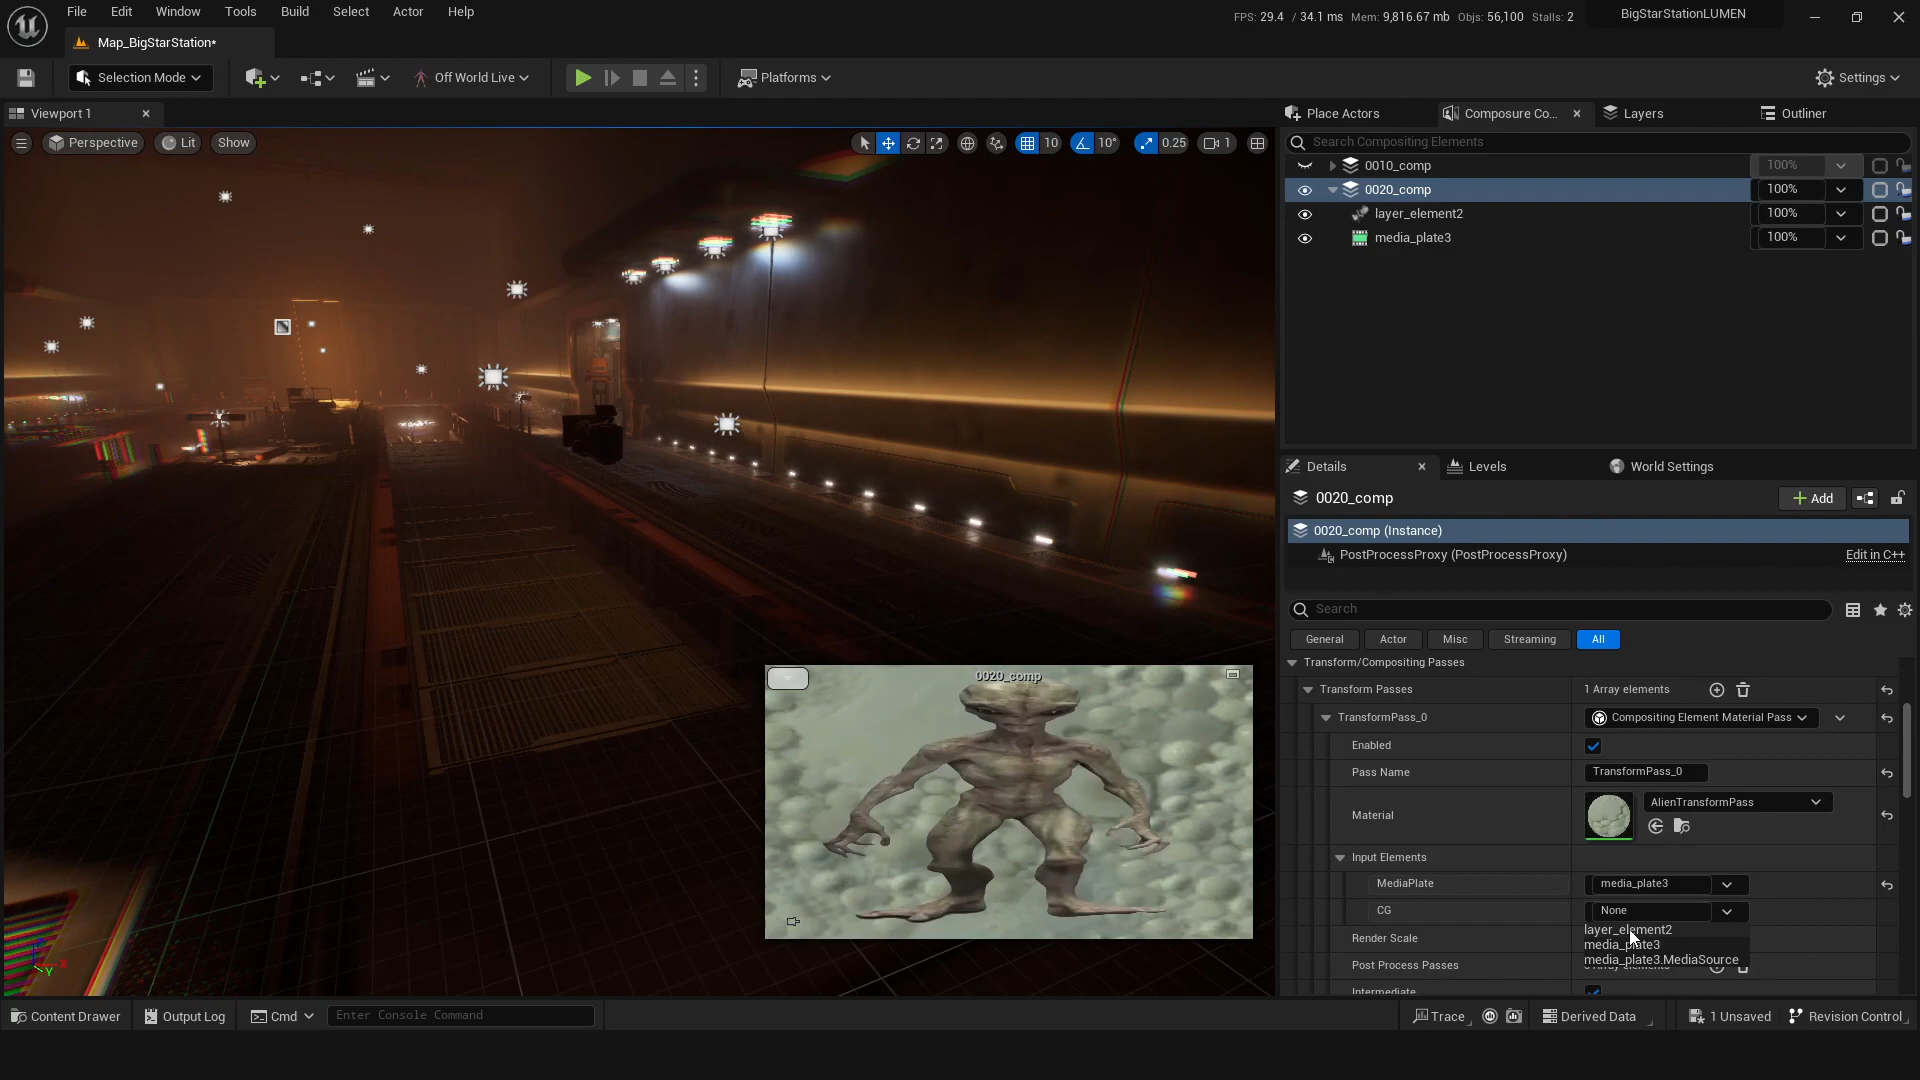 File Edit Window Tools Build Select Actor Help
FPS: 29.4 / 34.1 ms Mem: 9,816.67 mb Objs: 56,100 Stalls: 2
BigStarStationLUMEN
Map_BigStarStation*
Selection Mode
Off World Live
Platforms
Settings
Viewport 1
Perspective
Lit
Show
10
10°
0.25
1
Place Actors
Composure Co...
Layers
Outliner
Search Compositing Elements
0010_comp 100%
0020_comp 100%
layer_element2 100%
media_plate3 100%
Details
Levels
World Settings
0020_comp
Add
0020_comp (Instance)
PostProcessProxy (PostProcessProxy) Edit in C++
Search
General Actor Misc Streaming All
Transform/Compositing Passes
Transform Passes 1 Array elements
TransformPass_0 Compositing Element Material Pass
Enabled
Pass Name TransformPass_0
Material AlienTransformPass
Input Elements
MediaPlate media_plate3
CG None
layer_element2
Render Scale media_plate3
media_plate3.MediaSource
Post Process Passes
Intermediate
0020_comp
X
Y
Content Drawer
Output Log
Cmd
Enter Console Command
Trace
Derived Data
1 Unsaved
Revision Control